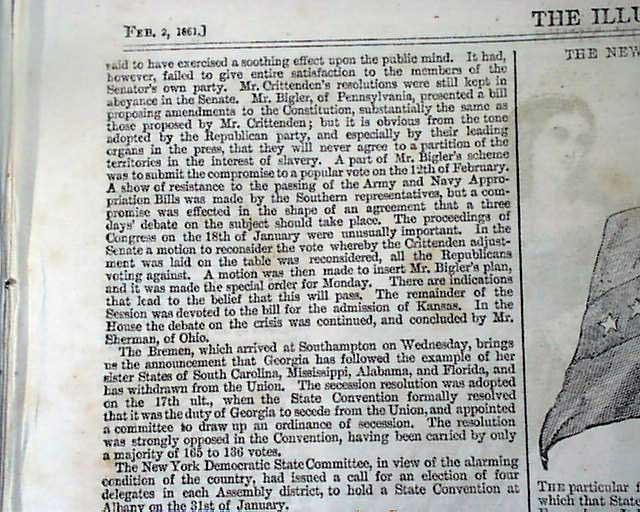 FEB. 2, 1861.]
THE ILLU
said to have exercised a soothing effect upon the public mind. It had,
however, failed to give entire satisfaction to the members of the
Senator's own party. Mr. Crittenden's resolutions were still kept in
abeyance in the Senate. Mr. Bigler, of Pennsylvania, presented a bill
proposing amendments to the Constitution, substantially the same as
those proposed by Mr. Crittenden; but it is obvious from the tone
adopted by the Republican party, and especially by their leading
organs in the press, that they will never agree to a partition of the
territories in the interest of slavery. A part of Mr. Bigler's scheme
was to submit the compromise to a popular vote on the 12th of February.
A show of resistance to the passing of the Army and Navy Appro-
priation Bills was made by the Southern representatives, but a com-
promise was effected in the shape of an agreement that a three
days' debate on the subject should take place. The proceedings of
Congress on the 18th of January were unusually important. In the
Senate a motion to reconsider the vote whereby the Crittenden adjust-
ment was laid on the table was reconsidered, all the Republicans
voting against. A motion was then made to insert Mr. Bigler's plan,
and it was made the special order for Monday. There are indications
that lead to the belief that this will pass. The remainder of the
Session was devoted to the bill for the admission of Kansas. In the
House the debate on the crisis was continued, and concluded by Mr.
Sherman, of Ohio.
The Bremen, which arrived at Southampton on Wednesday, brings
us the announcement that Georgia has followed the example of her
sister States of South Carolina, Mississippi, Alabama, and Florida, and
has withdrawn from the Union. The secession resolution was adopted
on the 17th ult., when the State Convention formally resolved
that it was the duty of Georgia to secede from the Union, and appointed
a committee to draw up an ordinance of secession. The resolution
was strongly opposed in the Convention, having been carried by only
a majority of 165 to 136 votes.
The New York Democratic State Committee, in view of the alarming
condition of the country, had issued a call for an election of four
delegates in each Assembly district, to hold a State Convention at
Albany on the 31st of January.
THE NEW
THE particular f
which that State